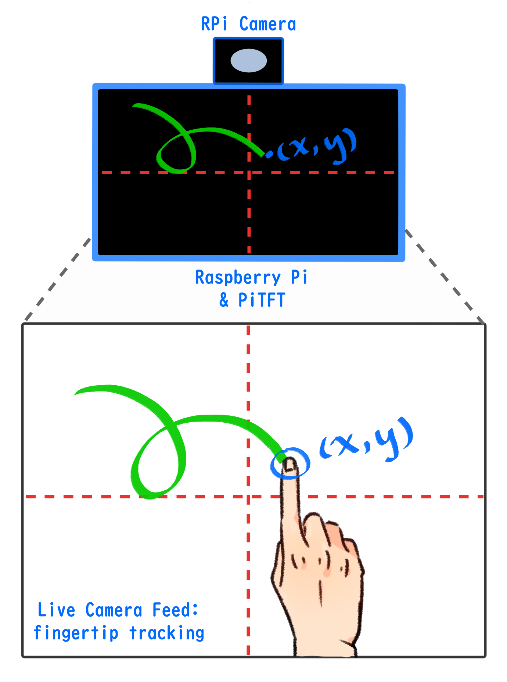 RPi Camera
(x,y)
Raspberry Pi
& PiTFT
(x,y)
Live Camera Feed:
fingertip tracking